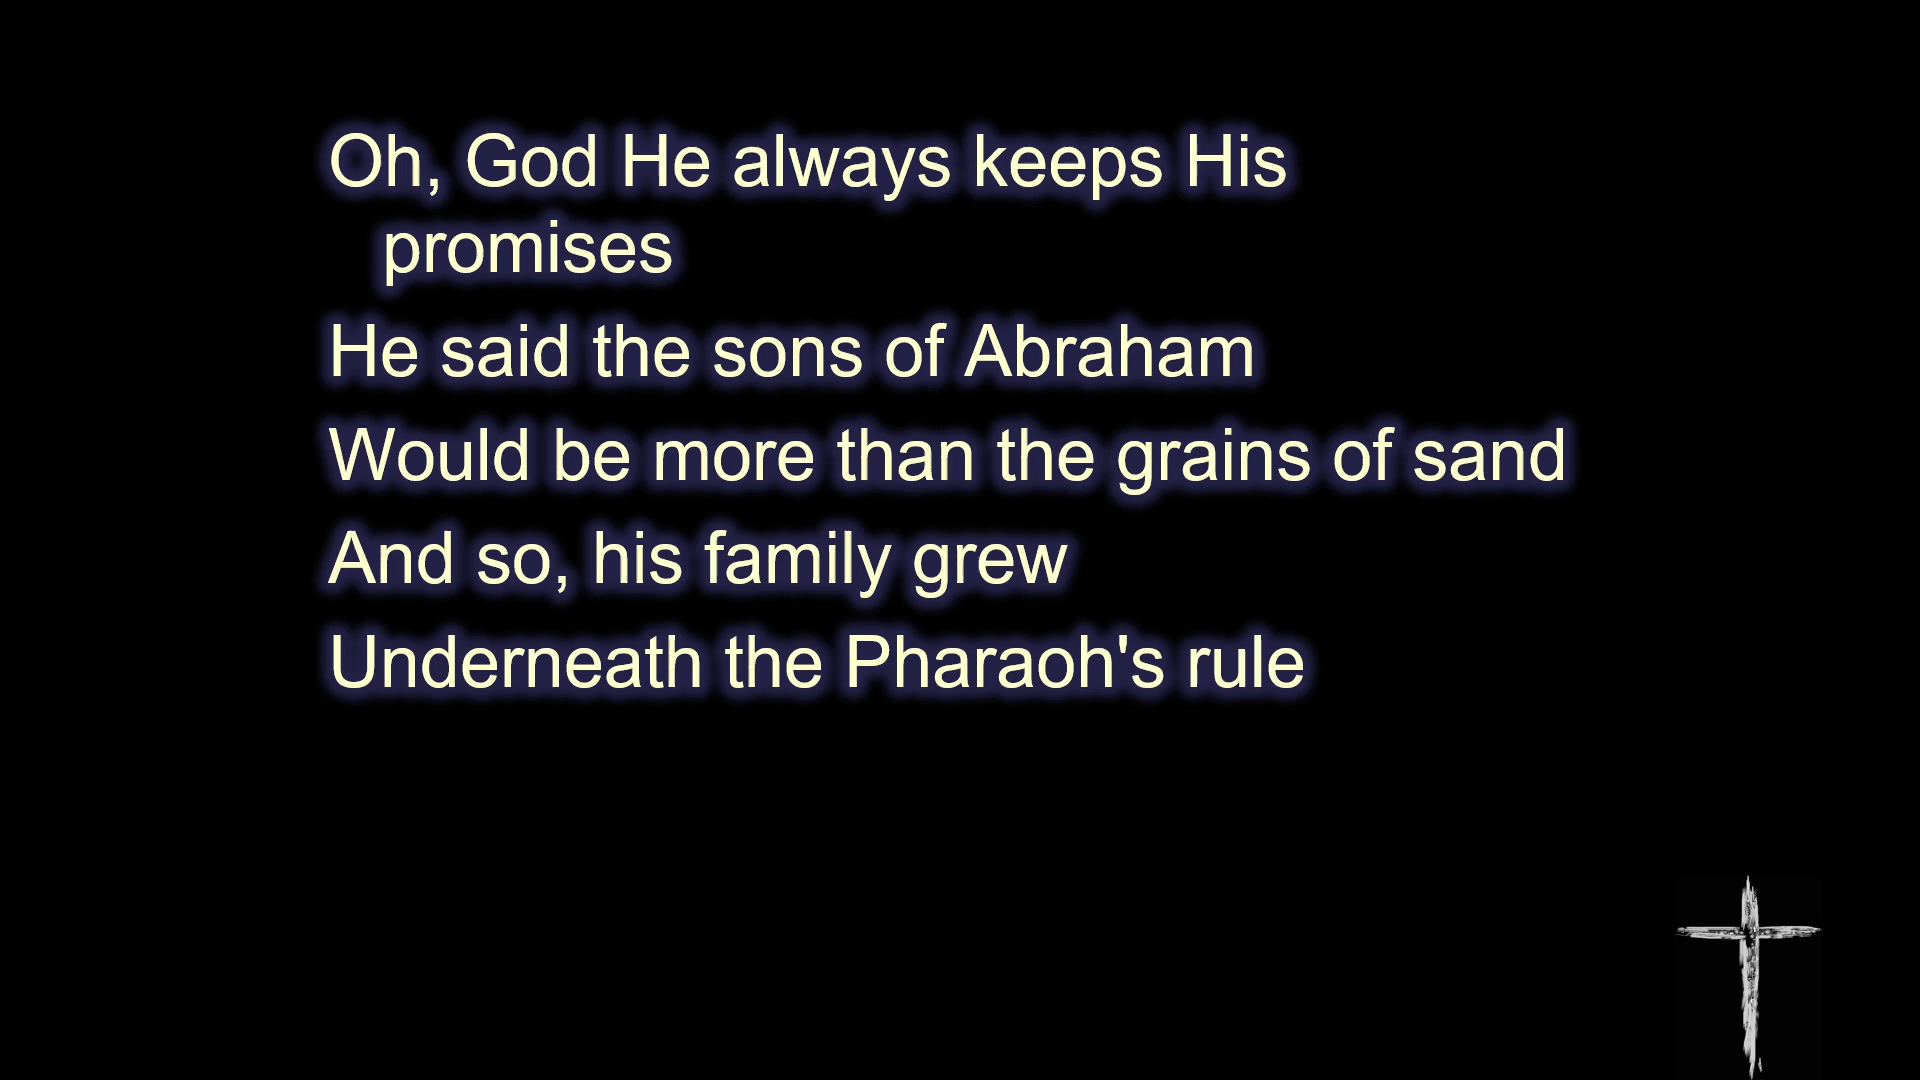 Oh, God He always keeps His
promises
He said the sons of Abraham
Would be more than the grains of sand
And so, his family grew
Underneath the Pharaoh's rule